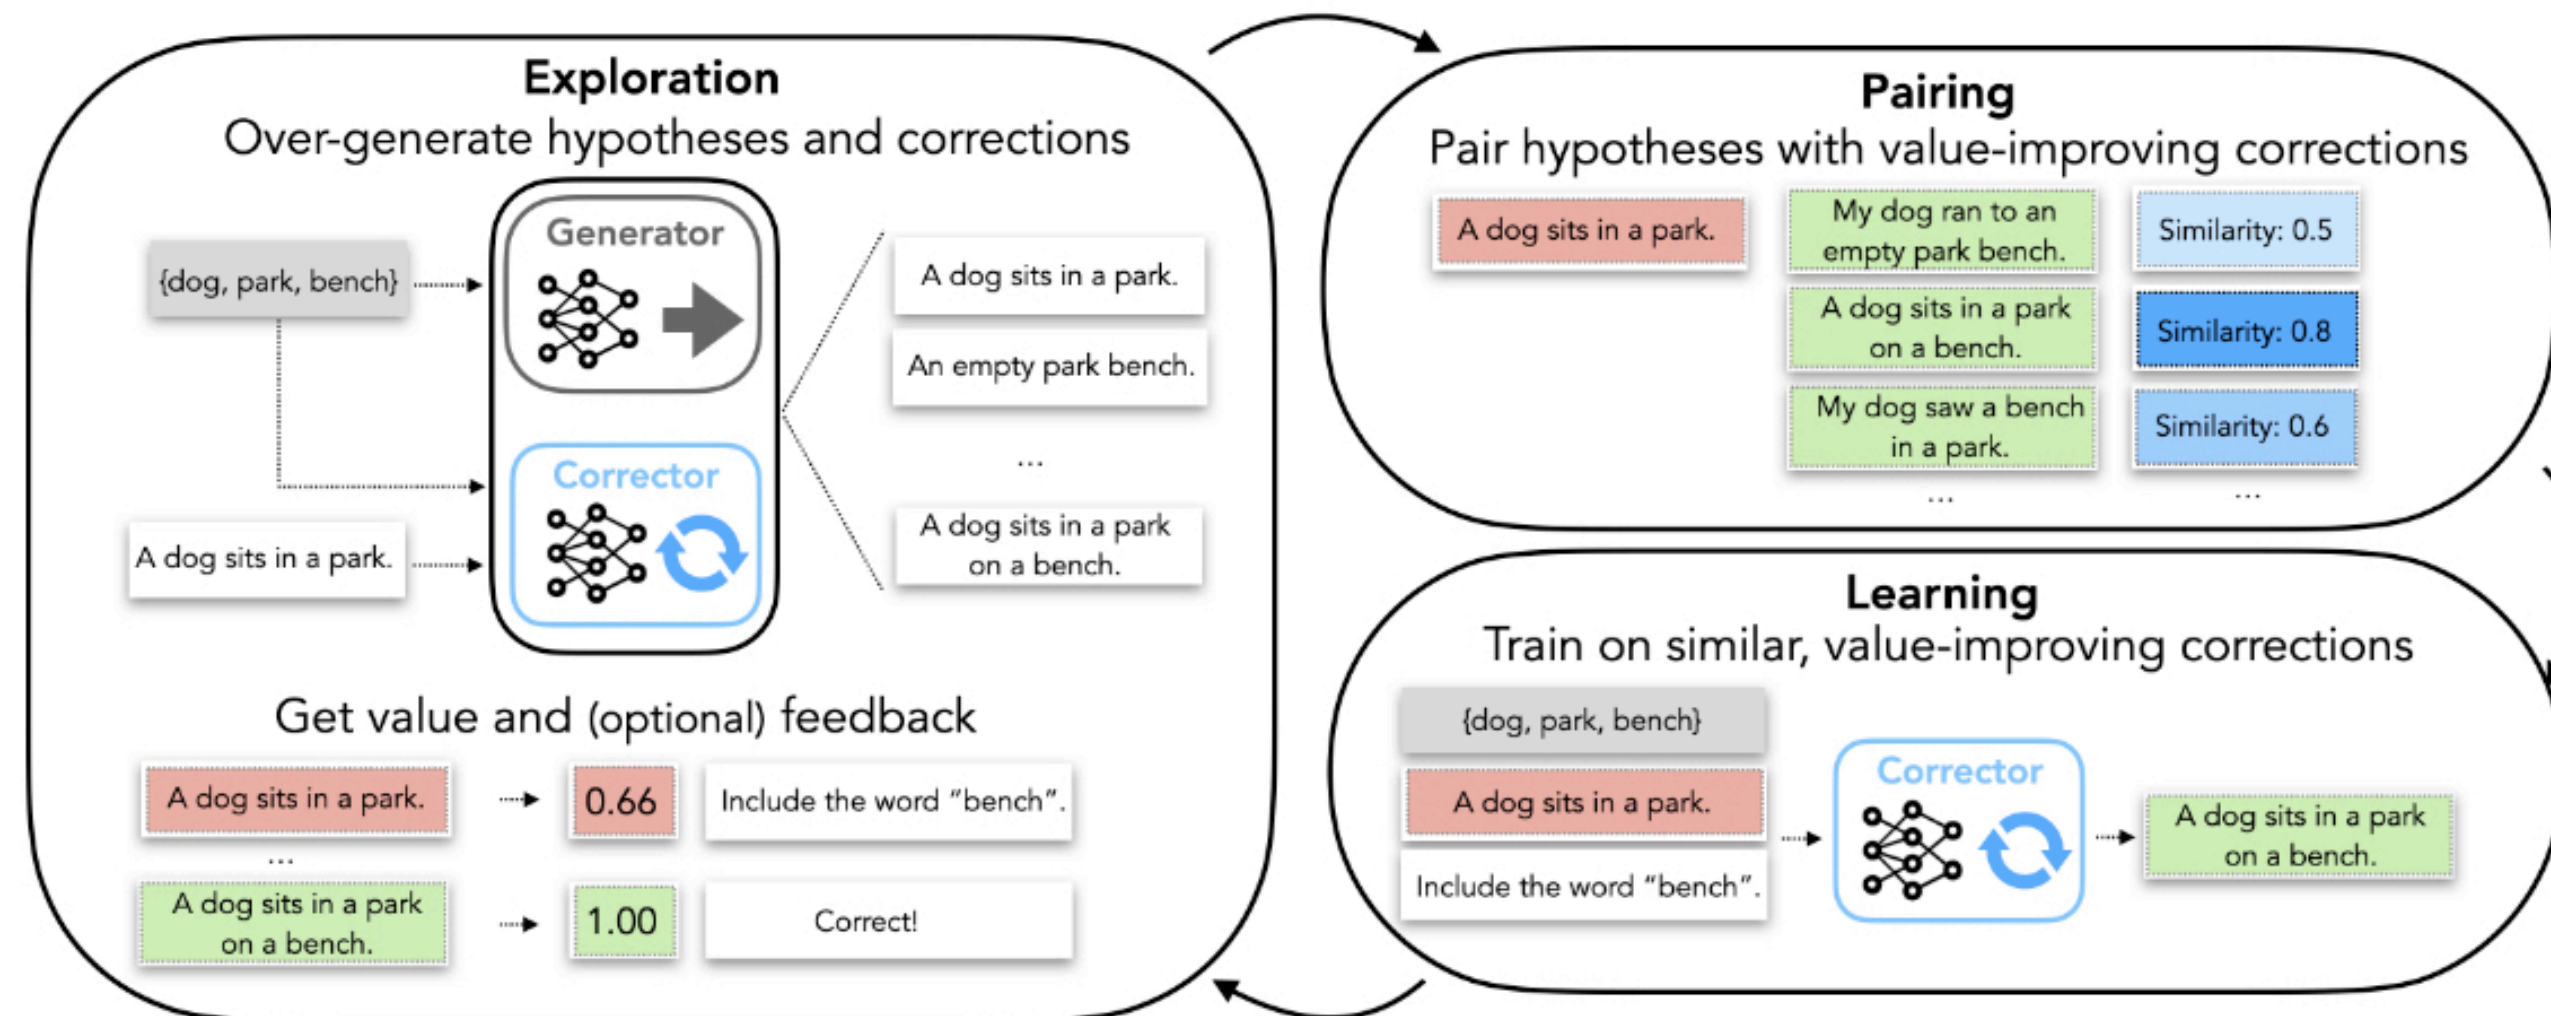 Exploration
Over-generate hypotheses and corrections
{dog, park, bench}
A dog sits in a park.
Generator
Corrector
A dog sits in a park.
An empty park bench.
...
A dog sits in a park
on a bench.
Get value and (optional) feedback
A dog sits in a park.
0.66
Include the word “bench”.
...
A dog sits in a park
on a bench.
1.00
Correct!
Pairing
Pair hypotheses with value-improving corrections
A dog sits in a park.
My dog ran to an
empty park bench.
Similarity: 0.5
A dog sits in a park
on a bench.
Similarity: 0.8
My dog saw a bench
in a park.
Similarity: 0.6
...
...
Learning
Train on similar, value-improving corrections
{dog, park, bench}
A dog sits in a park.
Include the word “bench”.
Corrector
A dog sits in a park
on a bench.